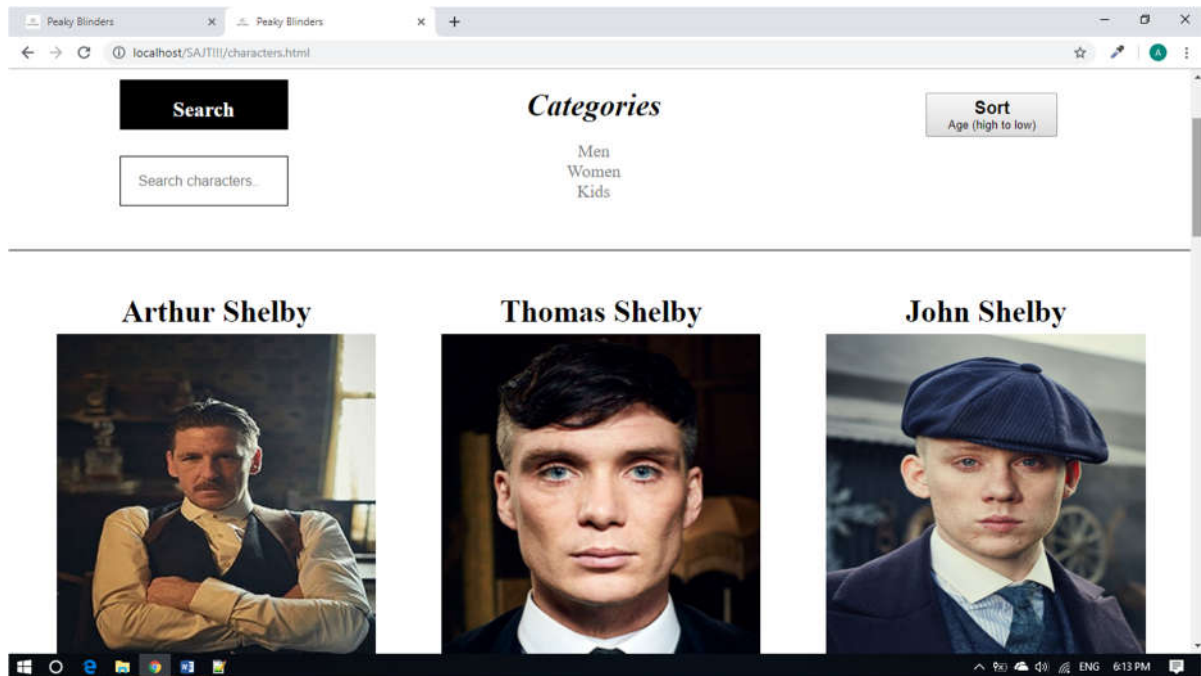 Peaky Blinders
Peaky Blinders
localhost/SAJT!!!/characters.html
A
Search
Search characters..
Categories
Men
Women
Kids
Sort
Age (high to low)
Arthur Shelby
Thomas Shelby
John Shelby
ENG
6:13 PM